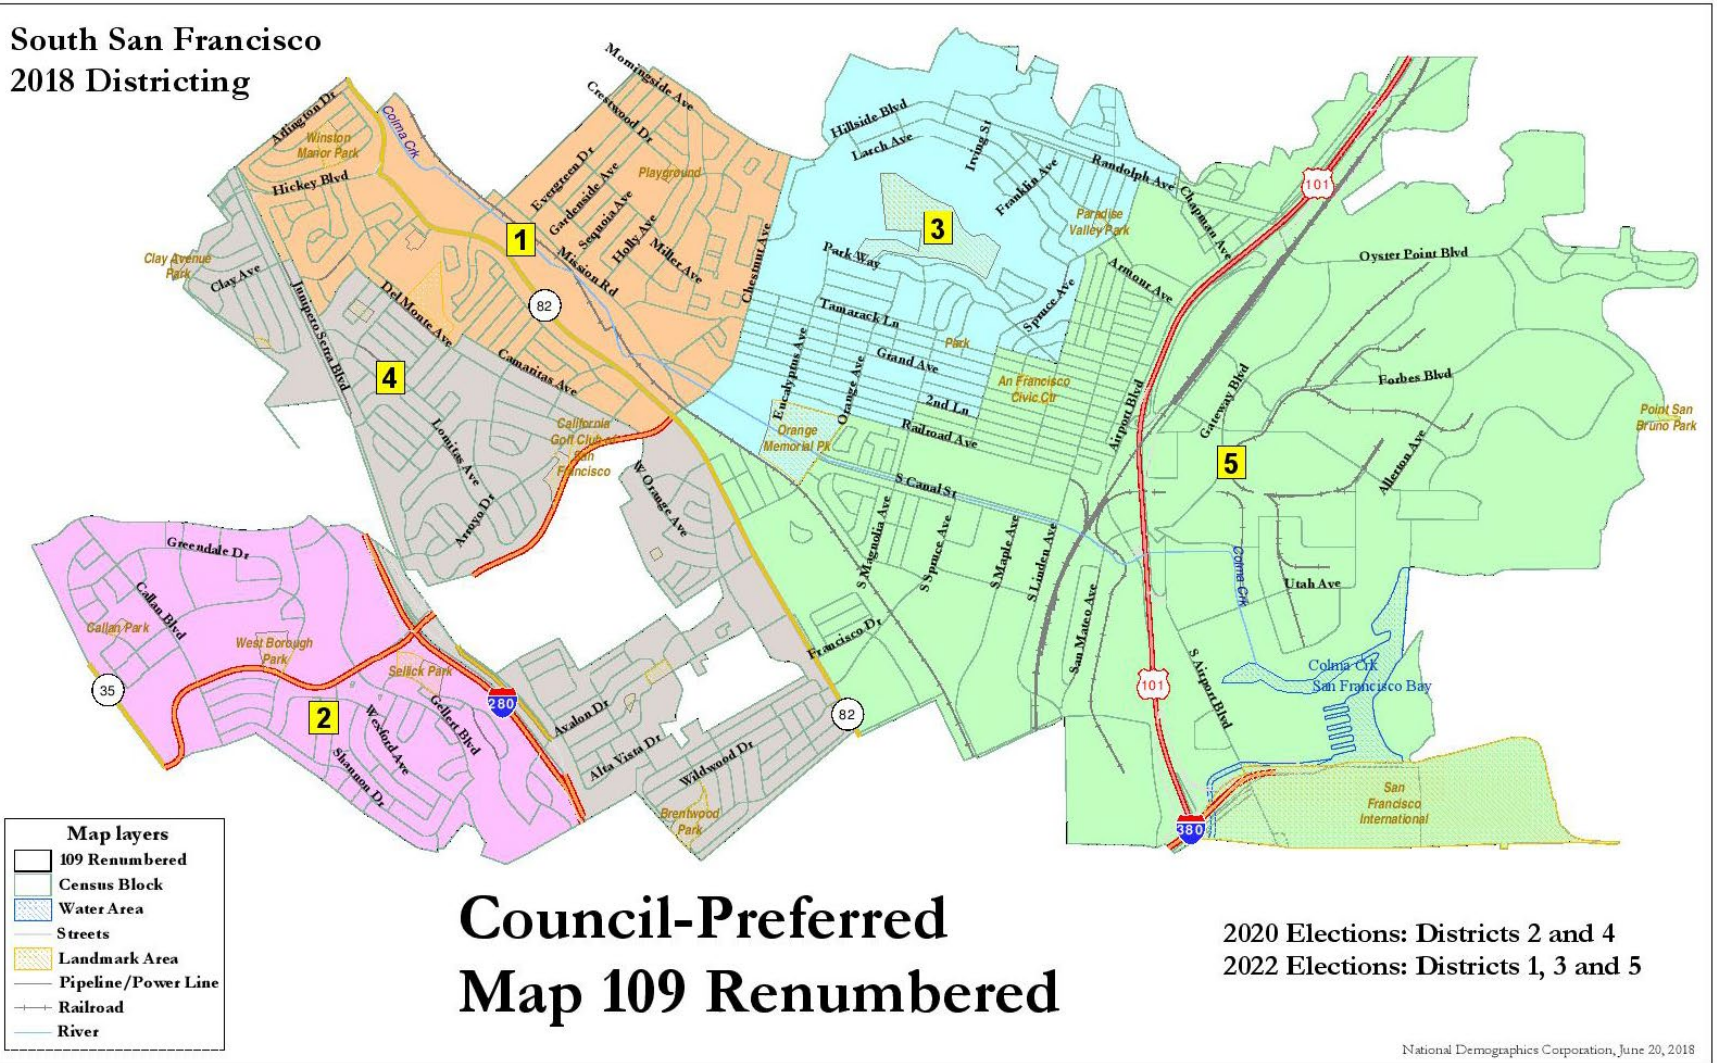 South San Francisco
2018 Districting
Morningside Ave
Crestwood Dr
Arlington Dr
Colma Crk
Winston
Manor Park
Hickey Blvd
Evergreen Dr
Gardenside Ave
Sequoia Ave
Holly Ave
Miller Ave
Mission Rd
Playground
Chestnut Ave
1
82
Hillside Blvd
Larch Ave
Irving St
Franklin Ave
Randolph Ave
Chapman Ave
Paradise
Valley Park
3
Park Way
Armour Ave
Spruce Ave
Tamarack Ln
Park
Grand Ave
Eucalyptus Ave
Orange Ave
2nd Ln
Railroad Ave
An Francisco
Civic Ctr
Orange
Memorial Pk
101
Oyster Point Blvd
Forbes Blvd
Gateway Blvd
Airport Blvd
Allerton Ave
Point San
Bruno Park
5
Clay Avenue
Park
Clay Ave
Junipero Serra Blvd
Del Monte Ave
Camaritas Ave
4
California
Golf Club of
San
Francisco
Lomitas Ave
Arroyo Dr
W Orange Ave
S Canal St
S Magnolia Ave
S Spruce Ave
S Maple Ave
S Linden Ave
San Mateo Ave
Francisco Dr
Colma Crk
Utah Ave
Colma Crk
San Francisco Bay
S Airport Blvd
101
82
380
San
Francisco
International
Greendale Dr
Callan Blvd
Callan Park
West Borough
Park
Sellick Park
35
2
280
Gellert Blvd
Wexford Ave
Shannon Dr
Avalon Dr
Alta Vista Dr
Wildwood Dr
Brentwood
Park
Map layers
109 Renumbered
Census Block
Water Area
Streets
Landmark Area
Pipeline/Power Line
Railroad
River
Council-Preferred
Map 109 Renumbered
2020 Elections: Districts 2 and 4
2022 Elections: Districts 1, 3 and 5
National Demographics Corporation, June 20, 2018